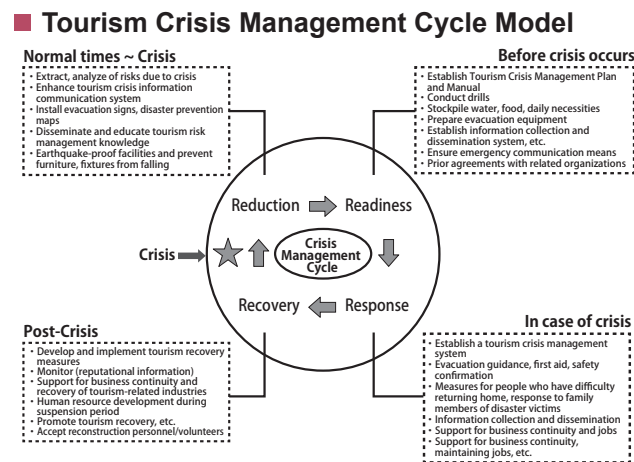 Tourism Crisis Management Cycle Model
Normal times ~ Crisis
・Extract, analyze of risks due to crisis
・Enhance tourism crisis information
communication system
・Install evacuation signs, disaster prevention
maps
・Disseminate and educate tourism risk
management knowledge
・Earthquake-proof facilities and prevent
furniture, fixtures from falling
Before crisis occurs
・Establish Tourism Crisis Management Plan
and Manual
・Conduct drills
・Stockpile water, food, daily necessities
・Prepare evacuation equipment
・Establish information collection and
dissemination system, etc.
・Ensure emergency communication means
・Prior agreements with related organizations
Reduction
Readiness
Crisis
Crisis
Management
Cycle
Recovery
Response
Post-Crisis
・Develop and implement tourism recovery
measures
・Monitor (reputational information)
・Support for business continuity and
recovery of tourism-related industries
・Human resource development during
suspension period
・Promote tourism recovery, etc.
・Accept reconstruction personnel/volunteers
In case of crisis
・Establish a tourism crisis management
system
・Evacuation guidance, first aid, safety
confirmation
・Measures for people who have difficulty
returning home, response to family
members of disaster victims
・Information collection and dissemination
・Support for business continuity and jobs
・Support for business continuity,
maintaining jobs, etc.